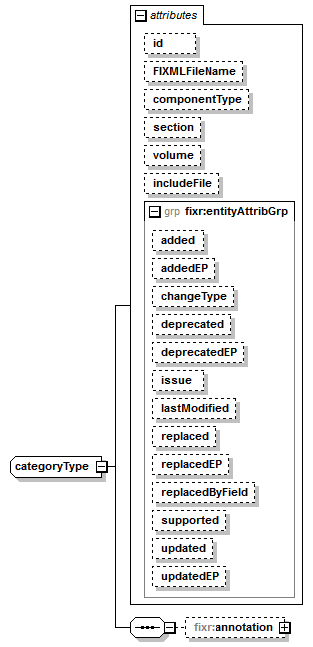 attributes
id
FIXMLFileName
componentType
section
volume
includeFile
grp fixr:entityAttribGrp
added
addedEP
changeType
deprecated
deprecatedEP
issue
lastModified
replaced
replacedEP
replacedByField
supported
updated
updatedEP
categoryType
fixr:annotation